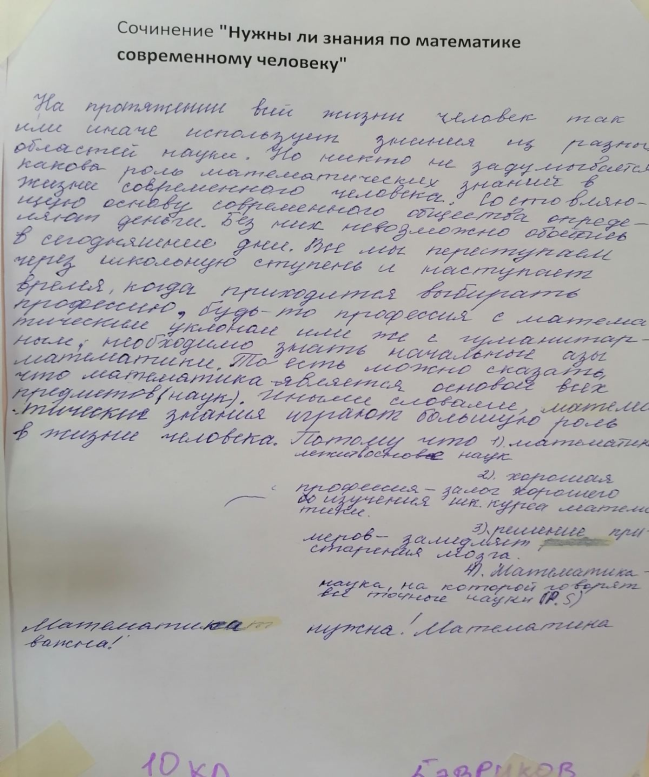 Сочинение "Нужны ли знания по математике
современному человеку"
На протяжении всй жизни человек так
или иначе использует знания из разных
областей науки. Но никто не задумывается
какова роль математических знаний в
жизни современного человека. Составляю-
щую основу современного общества опреде-
ляют деньги. Без них невозможно обойтись
в сегодняшние дни. Все мы переступаем
через школьную ступень и наступает
время, когда приходится выбирать
профессию, будь-то профессия с матема
тическим уклоном или же с гуманитар-
ным, необходимо знать начальные азы
математики. То есть можно сказать,
что математика является основой всех
предметов (наук). Иными словами, матема
тические знания играют большую роль
в жизни человека. Потому что 1) математика
лежит основе наук
2). хорошая
профессия – залог хорошего
изучения шк. курса матема
тики.
3). решение при
меров – замедляет
старения мозга.
4). Математика-
наука, на которой говорят
все точные науки (P.S)
Математика нужна! Математика
важна!
10 кл Бавриков